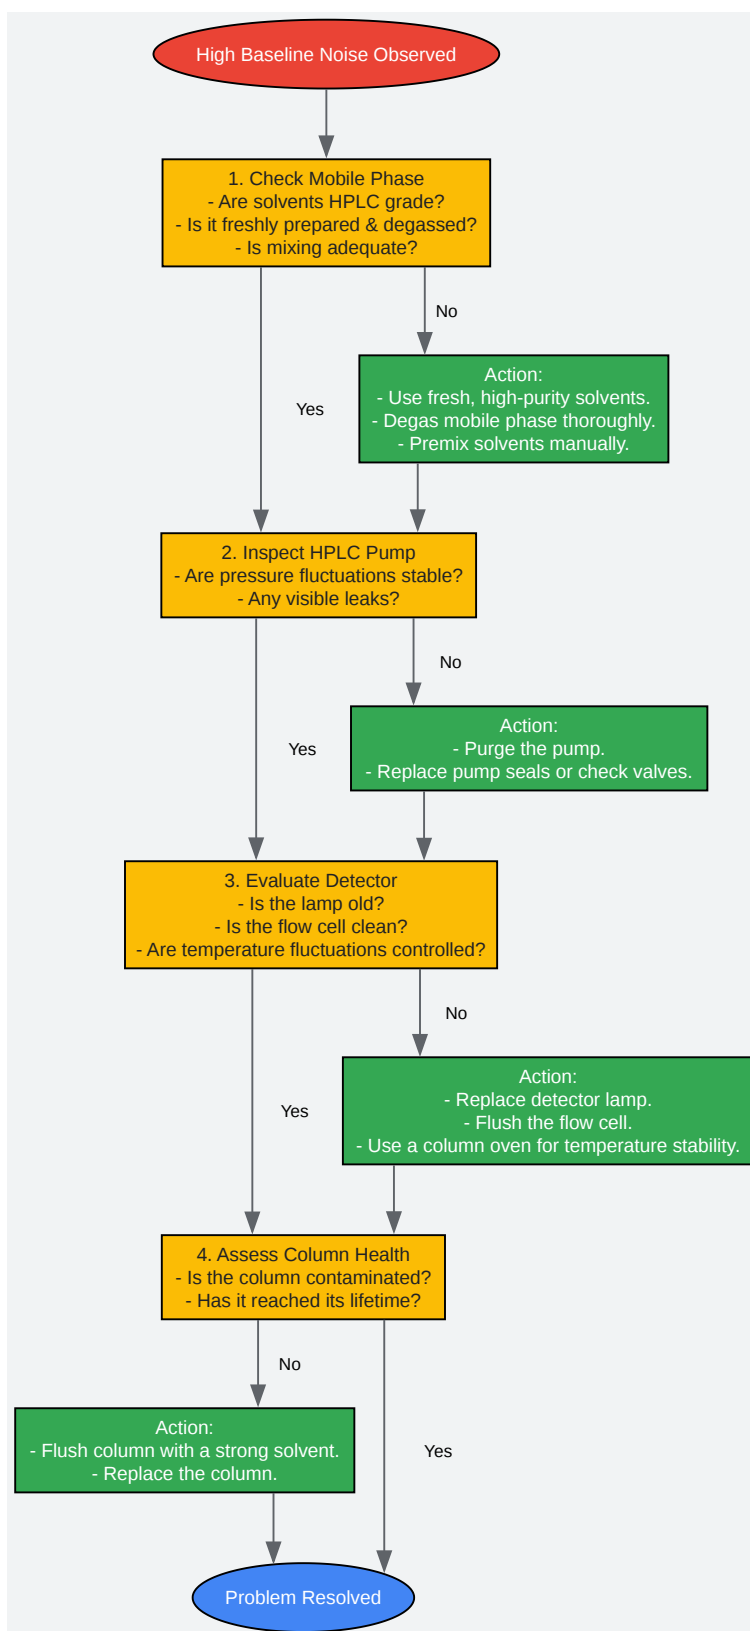 High Baseline Noise Observed
1. Check Mobile Phase
- Are solvents HPLC grade?
- Is it freshly prepared & degassed?
- Is mixing adequate?
No
Yes
Action:
- Use fresh, high-purity solvents.
- Degas mobile phase thoroughly.
- Premix solvents manually.
2. Inspect HPLC Pump
- Are pressure fluctuations stable?
- Any visible leaks?
No
Yes
Action:
- Purge the pump.
- Replace pump seals or check valves.
3. Evaluate Detector
- Is the lamp old?
- Is the flow cell clean?
- Are temperature fluctuations controlled?
No
Yes
Action:
- Replace detector lamp.
- Flush the flow cell.
- Use a column oven for temperature stability.
4. Assess Column Health
- Is the column contaminated?
- Has it reached its lifetime?
No
Yes
Action:
- Flush column with a strong solvent.
- Replace the column.
Problem Resolved